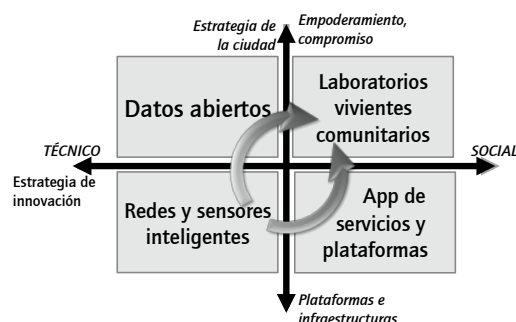 Estrategia de
la ciudad
Empoderamiento,
compromiso
Datos abiertos
Laboratorios
vivientes
comunitarios
TÉCNICO
SOCIAL
Estrategia de
innovación
Redes y sensores
inteligentes
App de
servicios y
plataformas
Plataformas e
infraestructuras